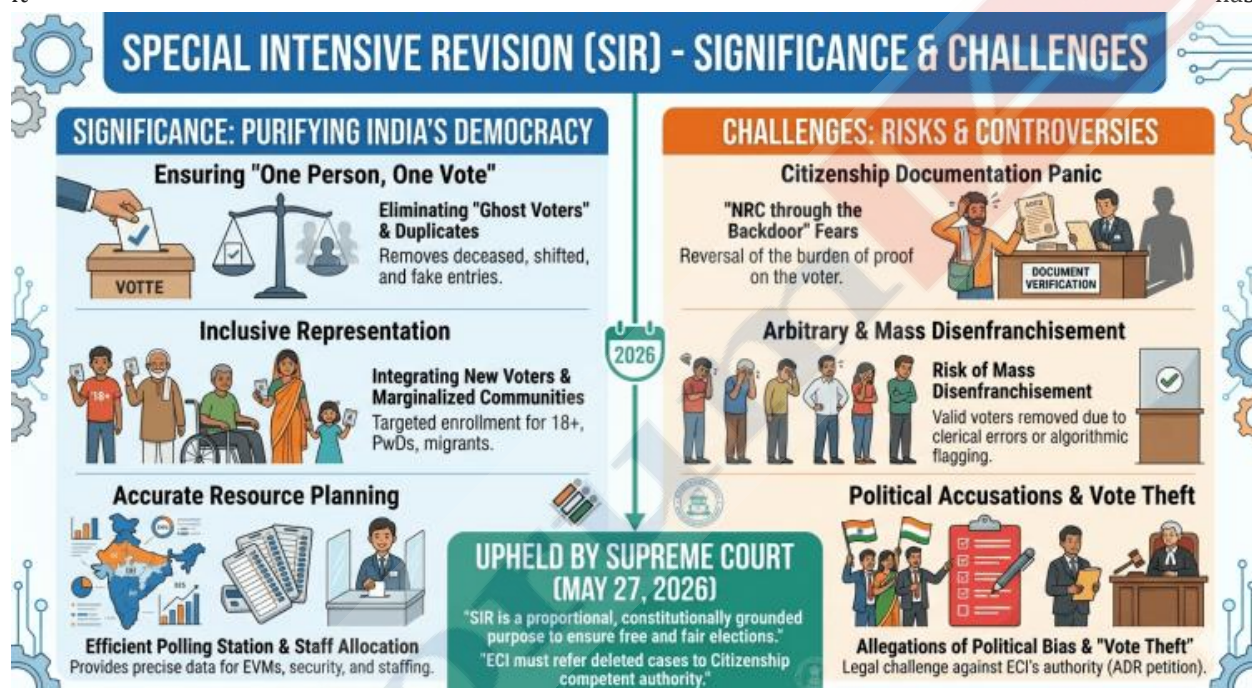 SPECIAL INTENSIVE REVISION (SIR) - SIGNIFICANCE & CHALLENGES
SIGNIFICANCE: PURIFYING INDIA'S DEMOCRACY
Ensuring "One Person, One Vote"
VOTTE
Eliminating "Ghost Voters"
& Duplicates
Removes deceased, shifted,
and fake entries.
Inclusive Representation
18+
Integrating New Voters &
Marginalized Communities
Targeted enrollment for 18+,
PwDs, migrants.
Accurate Resource Planning
Efficient Polling Station & Staff Allocation
Provides precise data for EVMs, security, and staffing.
2026
UPHELD BY SUPREME COURT
(MAY 27, 2026)
"SIR is a proportional, constitutionally grounded
purpose to ensure free and fair elections."
"ECI must refer deleted cases to Citizenship
competent authority."
CHALLENGES: RISKS & CONTROVERSIES
Citizenship Documentation Panic
"NRC through the
Backdoor" Fears
Reversal of the burden of proof
on the voter.
DOCUMENT
VERIFICATION
Arbitrary & Mass Disenfranchisement
Risk of Mass
Disenfranchisement
Valid voters removed due to
clerical errors or algorithmic
flagging.
Political Accusations & Vote Theft
Allegations of Political Bias & "Vote Theft"
Legal challenge against ECI's authority (ADR petition).